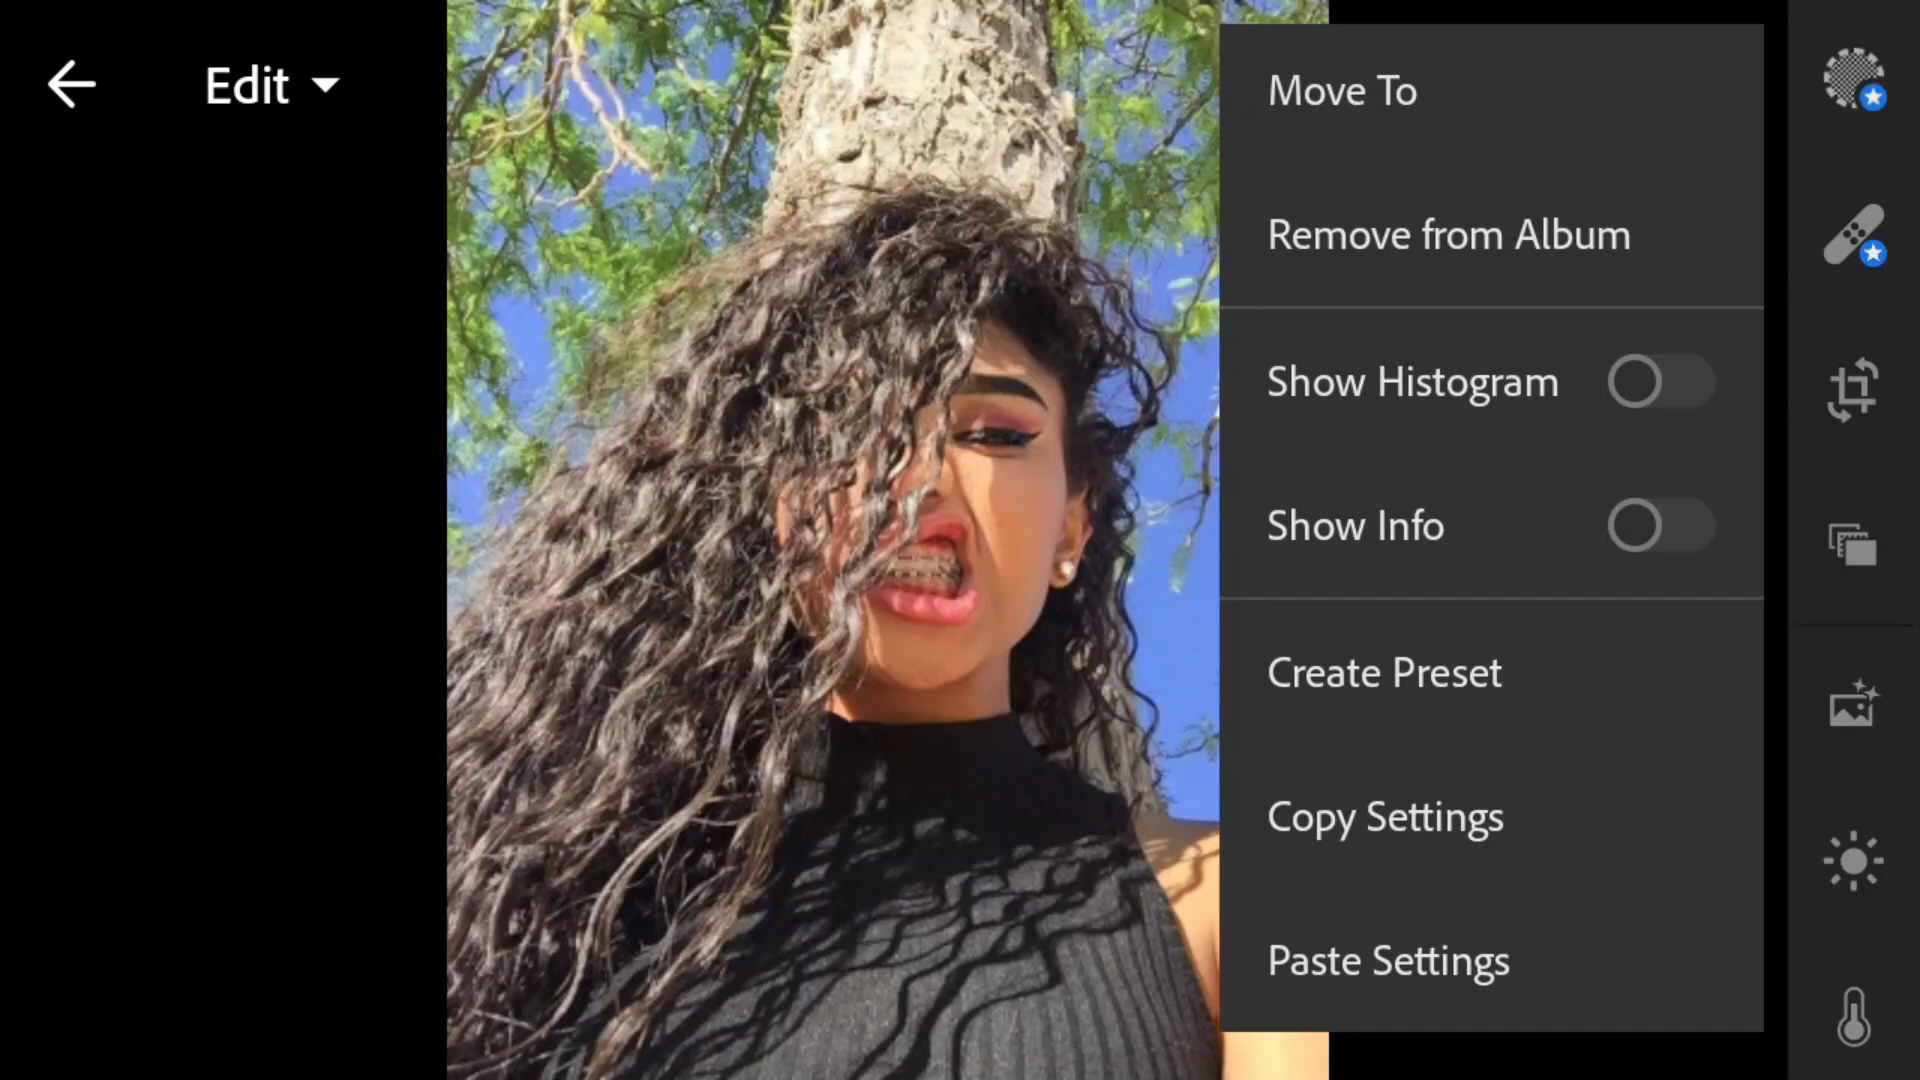 Edit
Move To
Remove from Album
Show Histogram
Show Info
Create Preset
Copy Settings
Paste Settings